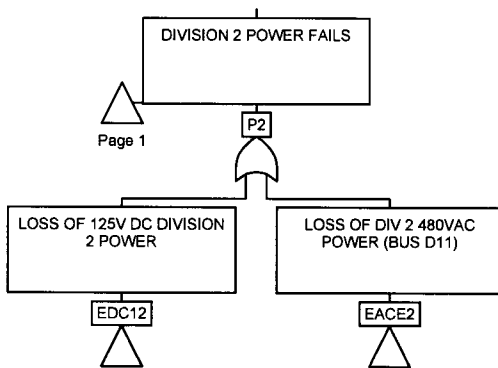 DIVISION 2 POWER FAILS
Page 1
P2
LOSS OF 125V DC DIVISION
2 POWER
LOSS OF DIV 2 480VAC
POWER (BUS D11)
EDC12
EACE2